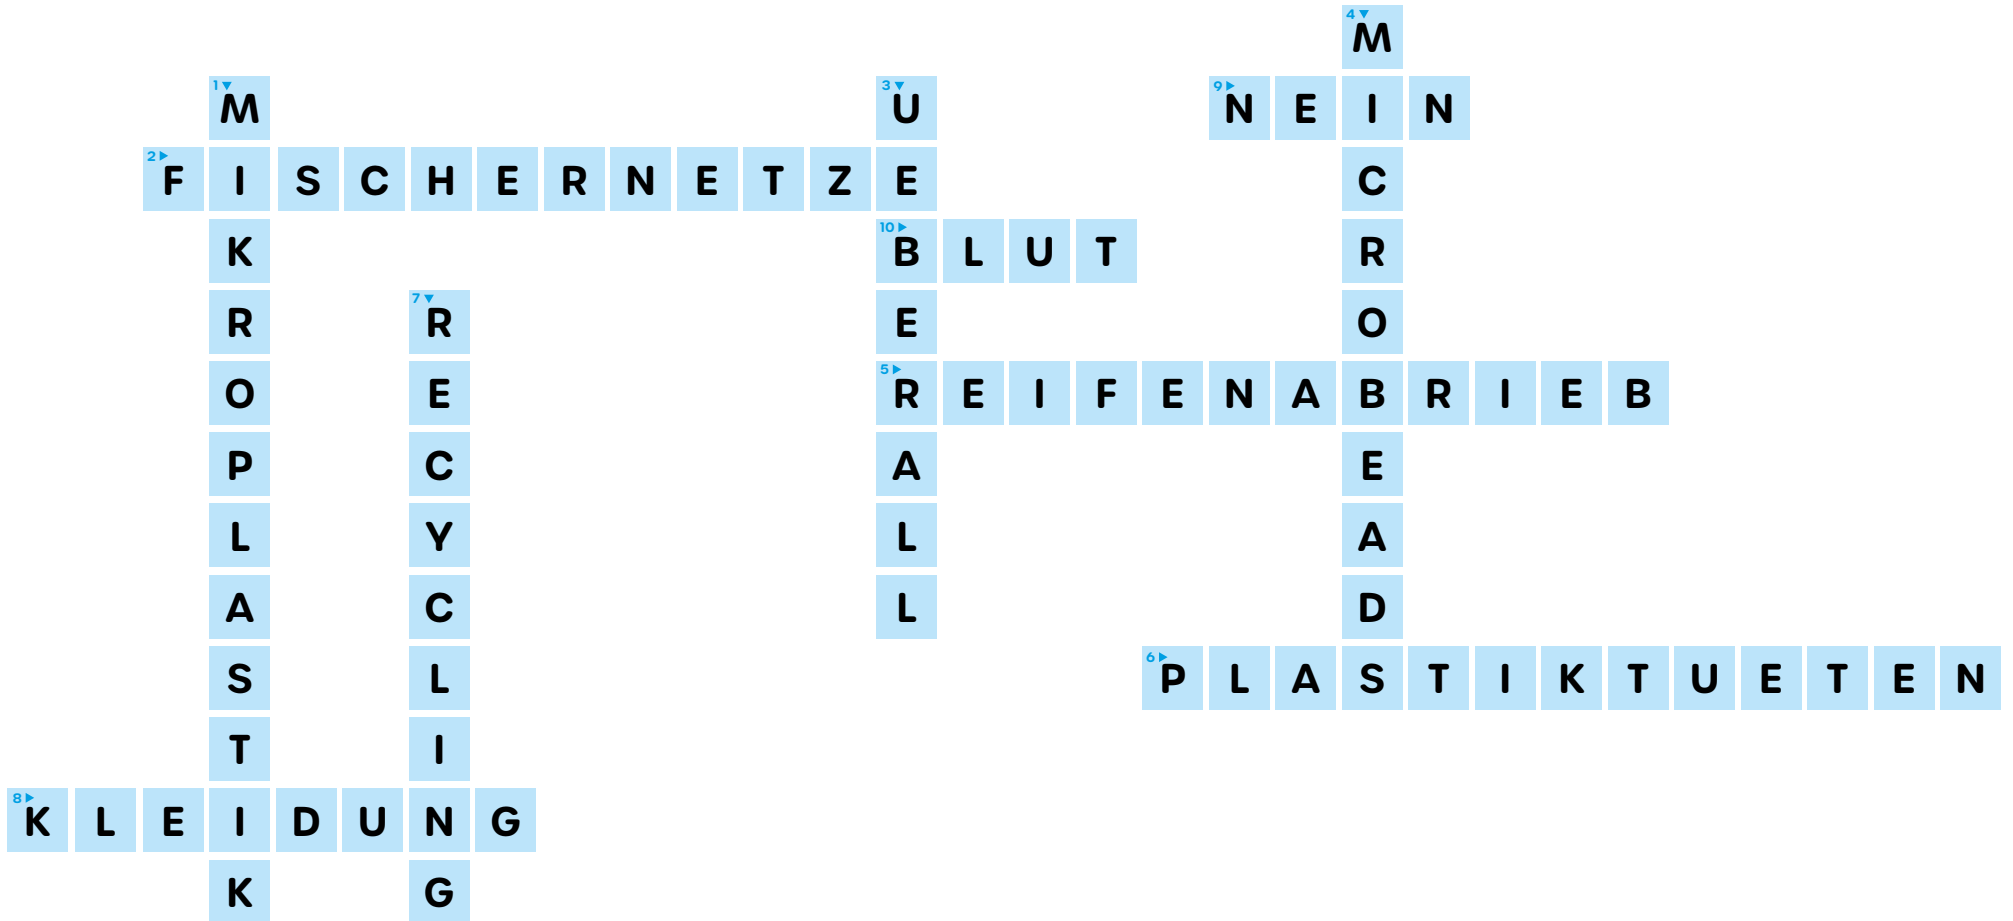 1▼ MIKROPLASTIK
2► FISCHERNETZE
3▼ UEBERALL
4▼ MICROBEADS
5► REIFENABRIEB
6► PLASTIKTUETEN
7▼ RECYCLING
8► KLEIDUNG
9► NEIN
10► BLUT